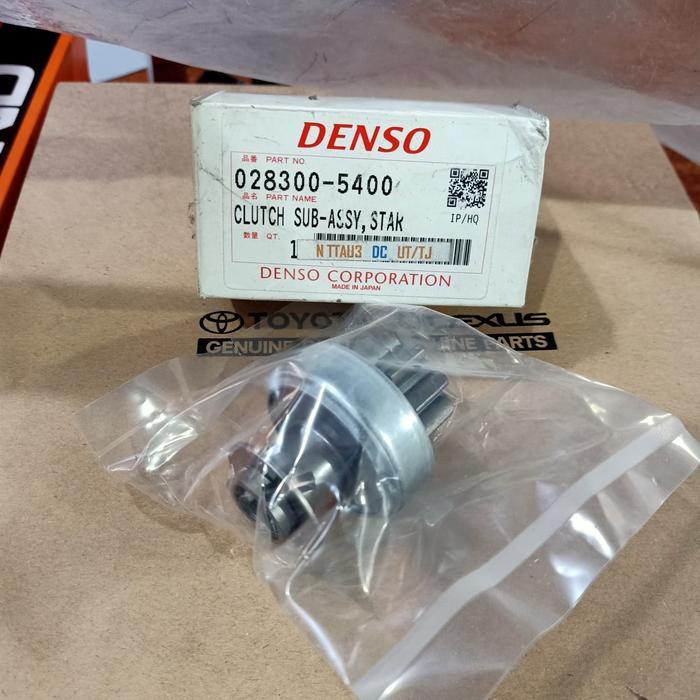 DENSO
品番 PART NO.
028300-5400
品名 PART NAME
CLUTCH SUB-ASSY,STAR
IP/HQ
数量 QT.
1 NTTAU3 DC UT/TJ
DENSO CORPORATION
MADE IN JAPAN
TOYOTA LEXUS
GENUINE PARTS